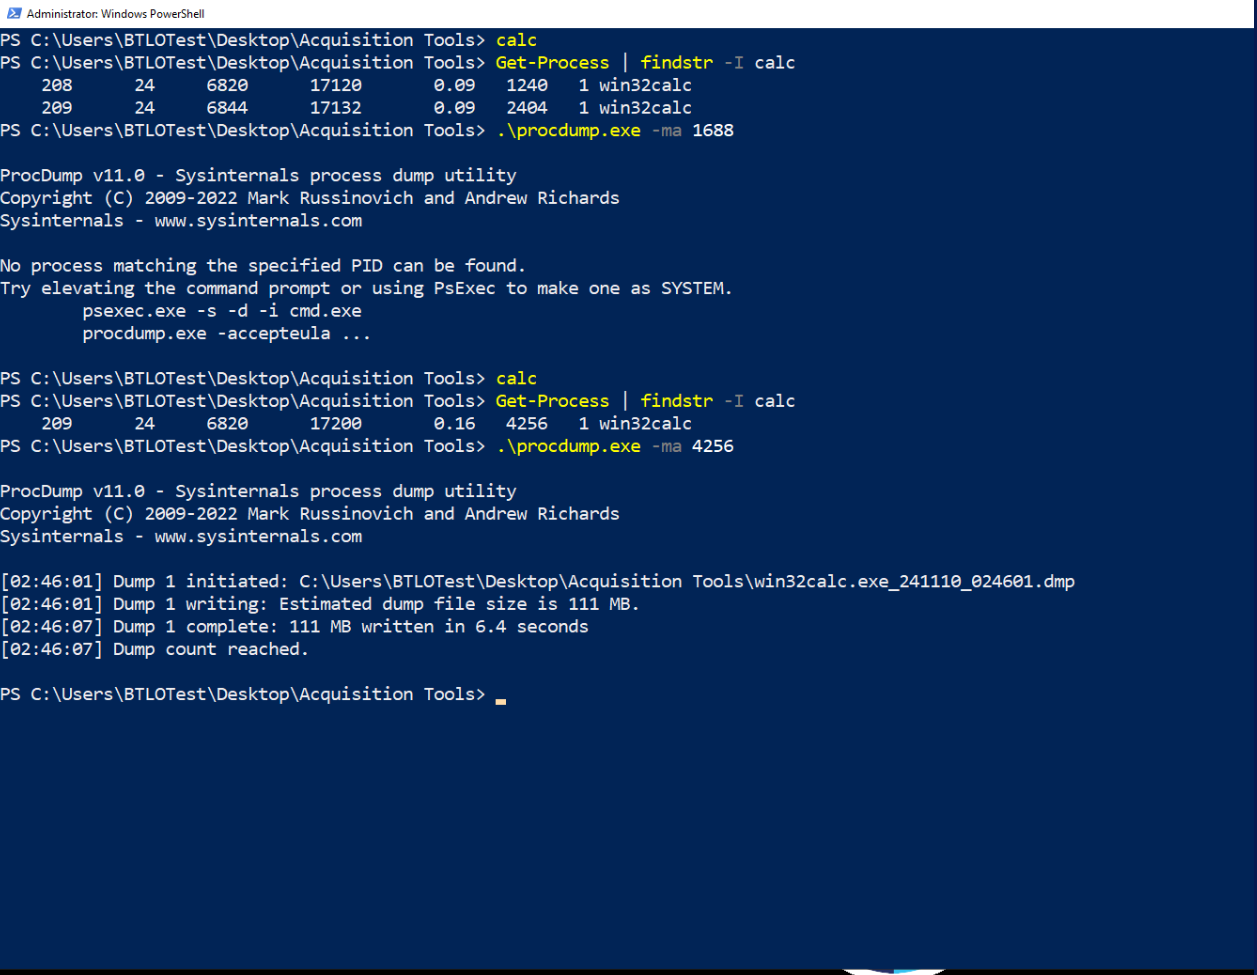 Administrator: Windows PowerShell
PS C:\Users\BTLOTest\Desktop\Acquisition Tools> calc
PS C:\Users\BTLOTest\Desktop\Acquisition Tools> Get-Process | findstr -I calc
    208      24     6820      17120       0.09   1240   1 win32calc
    209      24     6844      17132       0.09   2404   1 win32calc
PS C:\Users\BTLOTest\Desktop\Acquisition Tools> .\procdump.exe -ma 1688

ProcDump v11.0 - Sysinternals process dump utility
Copyright (C) 2009-2022 Mark Russinovich and Andrew Richards
Sysinternals - www.sysinternals.com

No process matching the specified PID can be found.
Try elevating the command prompt or using PsExec to make one as SYSTEM.
        psexec.exe -s -d -i cmd.exe
        procdump.exe -accepteula ...

PS C:\Users\BTLOTest\Desktop\Acquisition Tools> calc
PS C:\Users\BTLOTest\Desktop\Acquisition Tools> Get-Process | findstr -I calc
    209      24     6820      17200       0.16   4256   1 win32calc
PS C:\Users\BTLOTest\Desktop\Acquisition Tools> .\procdump.exe -ma 4256

ProcDump v11.0 - Sysinternals process dump utility
Copyright (C) 2009-2022 Mark Russinovich and Andrew Richards
Sysinternals - www.sysinternals.com

[02:46:01] Dump 1 initiated: C:\Users\BTLOTest\Desktop\Acquisition Tools\win32calc.exe_241110_024601.dmp
[02:46:01] Dump 1 writing: Estimated dump file size is 111 MB.
[02:46:07] Dump 1 complete: 111 MB written in 6.4 seconds
[02:46:07] Dump count reached.

PS C:\Users\BTLOTest\Desktop\Acquisition Tools>